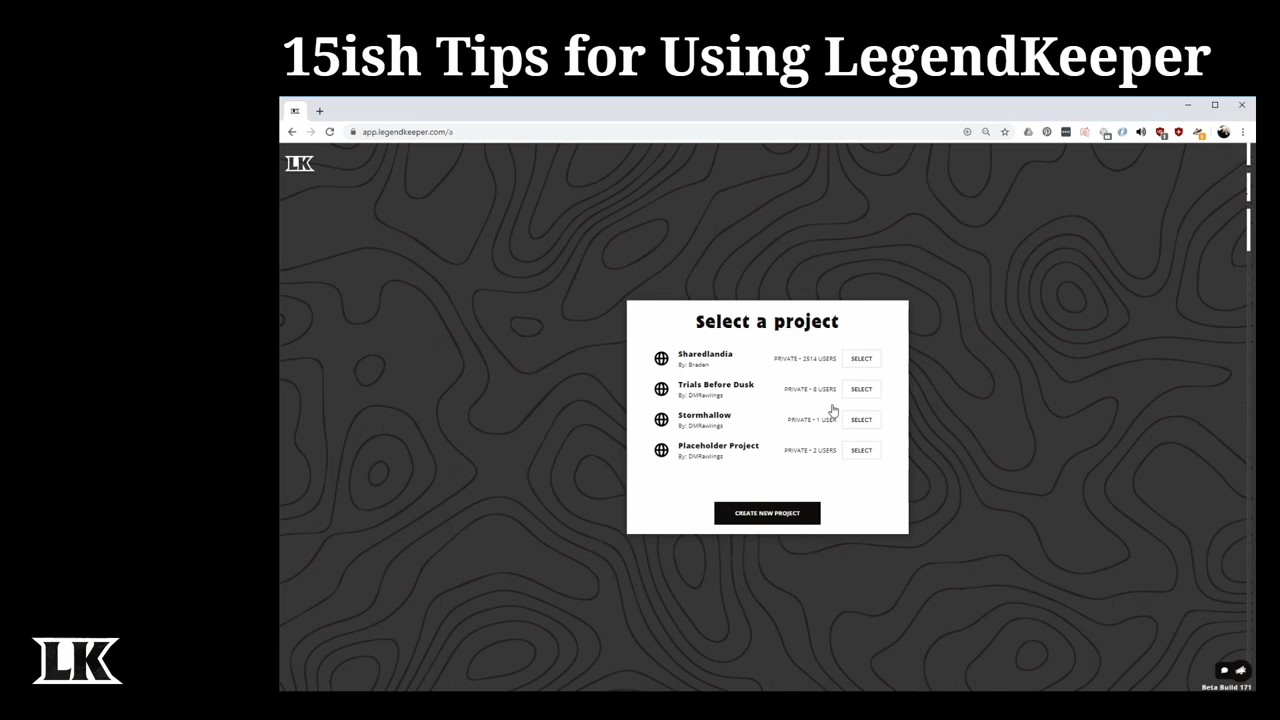 15ish Tips for Using LegendKeeper
app.legendkeeper.com/a
LK
Select a project
Sharedlandia
By: Braden
PRIVATE • 2514 USERS
SELECT
Trials Before Dusk
By: DMRawlings
PRIVATE • 8 USERS
SELECT
Stormhallow
By: DMRawlings
PRIVATE • 1 USER
SELECT
Placeholder Project
By: DMRawlings
PRIVATE • 2 USERS
SELECT
CREATE NEW PROJECT
LK
Beta Build 171